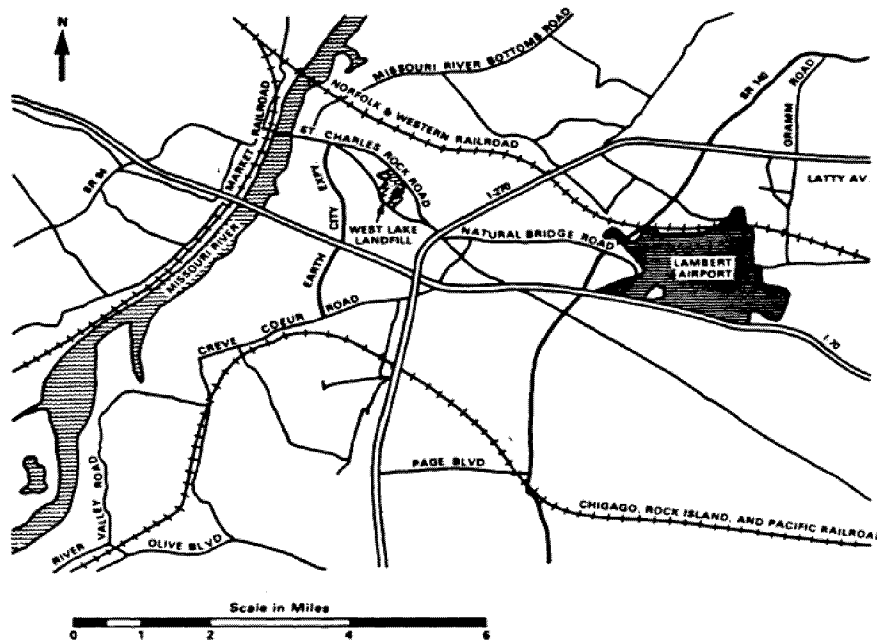 N
MISSOURI RIVER BOTTOMS ROAD
NORFOLK & WESTERN RAILROAD
SR 140
GRAMM
ROAD
MARKET L RAILROAD
ST CHARLES ROCK ROAD
SR 94
I-270
LATTY AV.
EARTH CITY EXPY.
WEST LAKE
LANDFILL
NATURAL BRIDGE ROAD
MISSOURI RIVER
LAMBERT
AIRPORT
CREVE COEUR ROAD
I-70
PAGE BLVD
RIVER VALLEY ROAD
CHIGAGO, ROCK ISLAND, AND PACIFIC RAILROAD
OLIVE BLVD
Scale in Miles
0 1 2 4 6